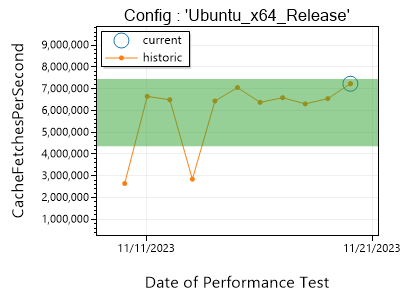 Config : 'Ubuntu_x64_Release'
current
historic
CacheFetchesPerSecond
9,000,000
8,000,000
7,000,000
6,000,000
5,000,000
4,000,000
3,000,000
2,000,000
1,000,000
11/11/2023
11/21/2023
Date of Performance Test